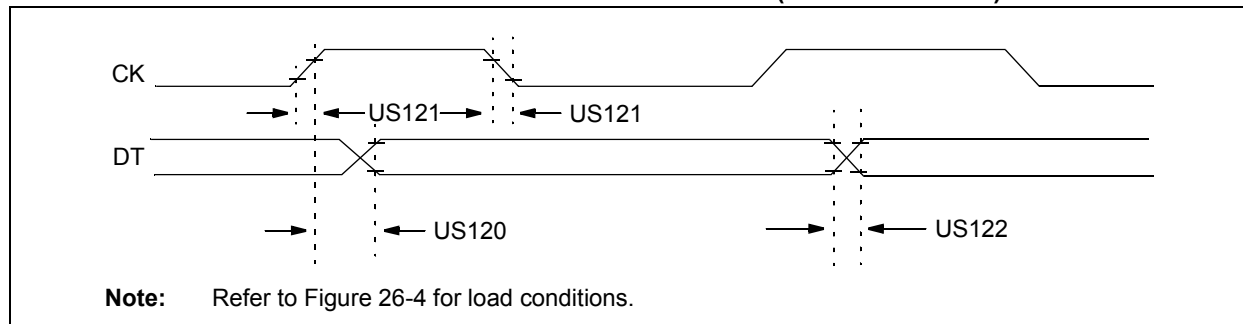 CK
US121 US121
DT
US120 US122
Note: Refer to Figure 26-4 for load conditions.